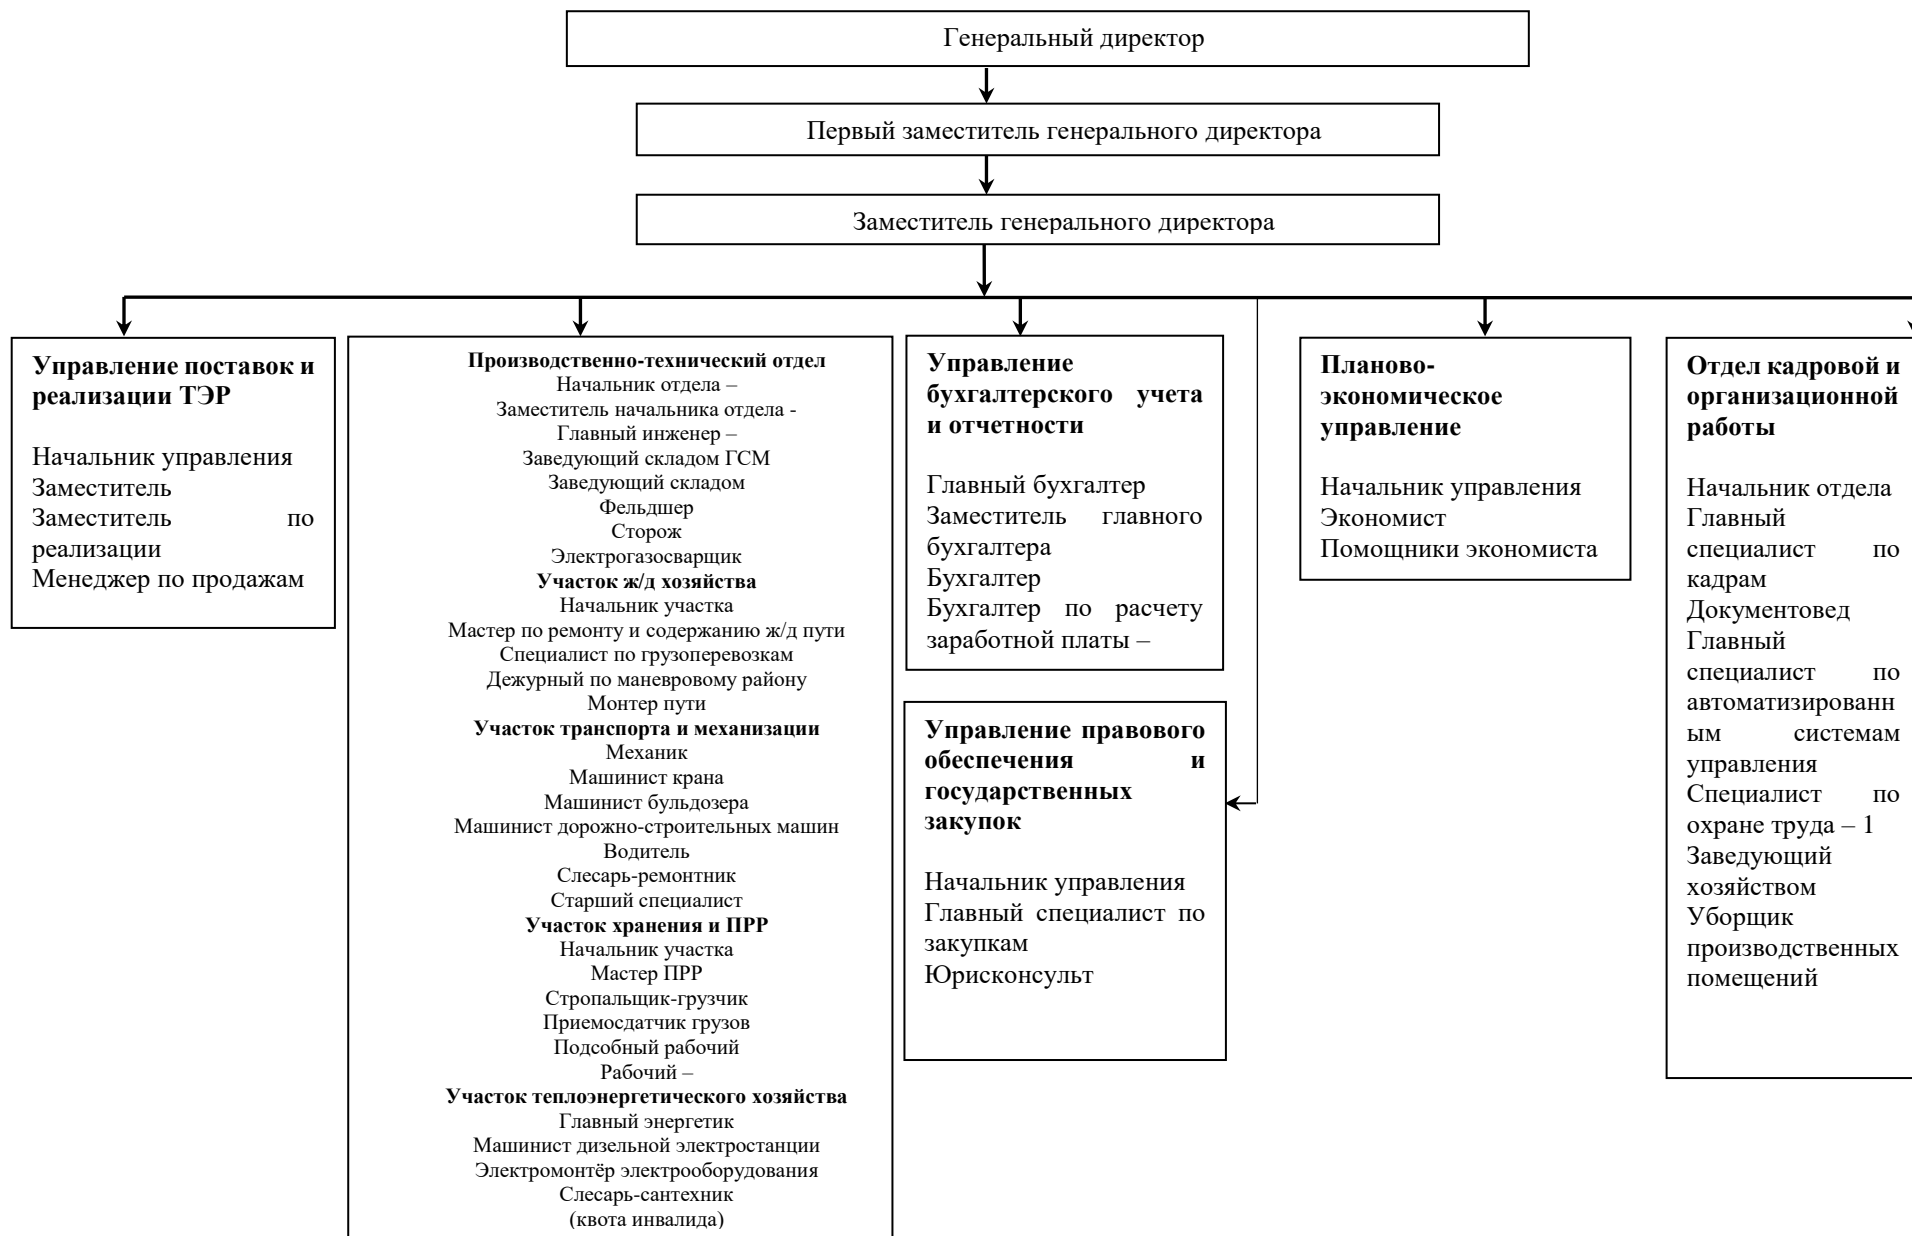 Генеральный директор
Первый заместитель генерального директора
Заместитель генерального директора
Управление поставок и
реализации ТЭР
Начальник управления
Заместитель
Заместитель по
реализации
Менеджер по продажам
Производственно-технический отдел
Начальник отдела –
Заместитель начальника отдела -
Главный инженер –
Заведующий складом ГСМ
Заведующий складом
Фельдшер
Сторож
Электрогазосварщик
Участок ж/д хозяйства
Начальник участка
Мастер по ремонту и содержанию ж/д пути
Специалист по грузоперевозкам
Дежурный по маневровому району
Монтер пути
Участок транспорта и механизации
Механик
Машинист крана
Машинист бульдозера
Машинист дорожно-строительных машин
Водитель
Слесарь-ремонтник
Старший специалист
Участок хранения и ПРР
Начальник участка
Мастер ПРР
Стропальщик-грузчик
Приемосдатчик грузов
Подсобный рабочий
Рабочий –
Участок теплоэнергетического хозяйства
Главный энергетик
Машинист дизельной электростанции
Электромонтёр электрооборудования
Слесарь-сантехник
(квота инвалида)
Управление
бухгалтерского учета
и отчетности
Главный бухгалтер
Заместитель главного
бухгалтера
Бухгалтер
Бухгалтер по расчету
заработной платы –
Управление правового
обеспечения и
государственных
закупок
Начальник управления
Главный специалист по
закупкам
Юрисконсульт
Планово-
экономическое
управление
Начальник управления
Экономист
Помощники экономиста
Отдел кадровой и
организационной
работы
Начальник отдела
Главный
специалист по
кадрам
Документовед
Главный
специалист по
автоматизированн
ым системам
управления
Специалист по
охране труда – 1
Заведующий
хозяйством
Уборщик
производственных
помещений